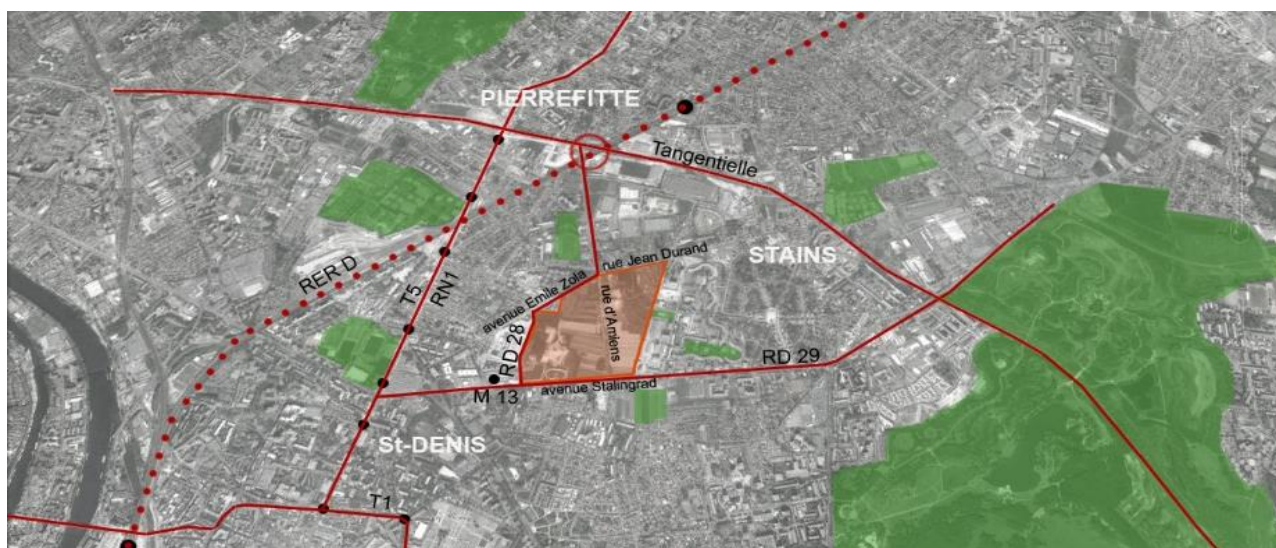 PIERREFITTE
Tangentielle
STAINS
rue Jean Durand
avenue Emile Zola
RER D
T5
RN1
rue d'Amiens
RD 28
RD 29
avenue Stalingrad
M 13
St-DENIS
T1